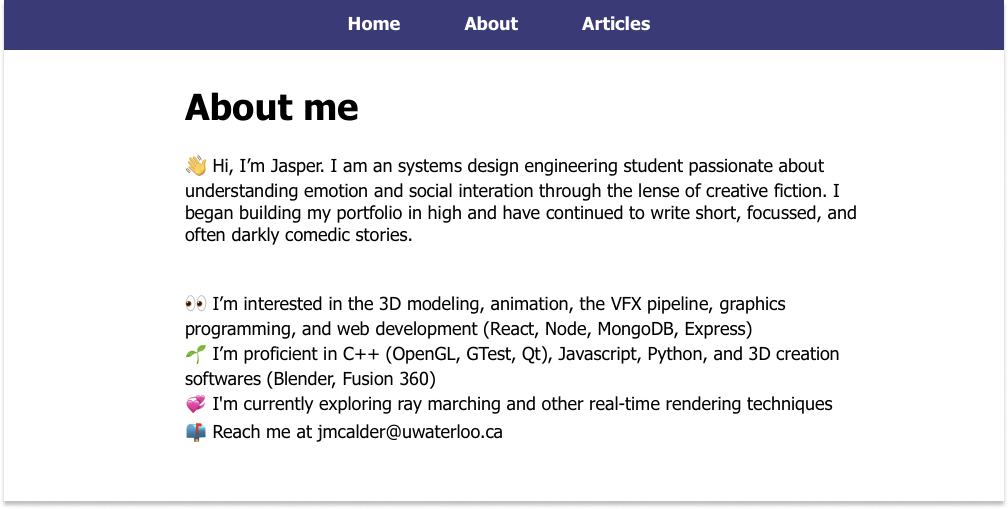 Home About Articles
About me
👋 Hi, I’m Jasper. I am an systems design engineering student passionate about
understanding emotion and social interation through the lense of creative fiction. I
began building my portfolio in high and have continued to write short, focussed, and
often darkly comedic stories.
👀 I’m interested in the 3D modeling, animation, the VFX pipeline, graphics
programming, and web development (React, Node, MongoDB, Express)
🌱 I’m proficient in C++ (OpenGL, GTest, Qt), Javascript, Python, and 3D creation
softwares (Blender, Fusion 360)
💞 I'm currently exploring ray marching and other real-time rendering techniques
📫 Reach me at jmcalder@uwaterloo.ca